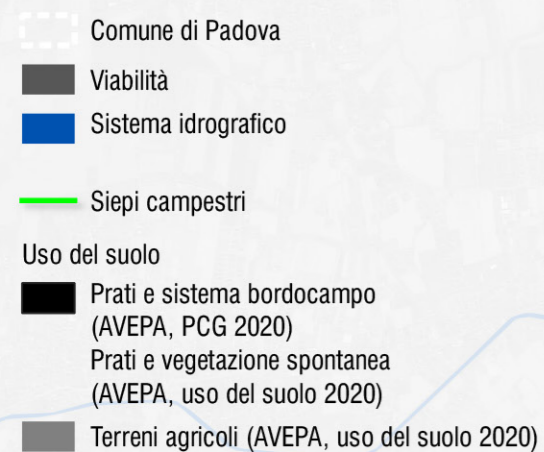 Comune di Padova
Viabilità
Sistema idrografico
Siepi campestri
Uso del suolo
Prati e sistema bordocampo
(AVEPA, PCG 2020)
Prati e vegetazione spontanea
(AVEPA, uso del suolo 2020)
Terreni agricoli (AVEPA, uso del suolo 2020)